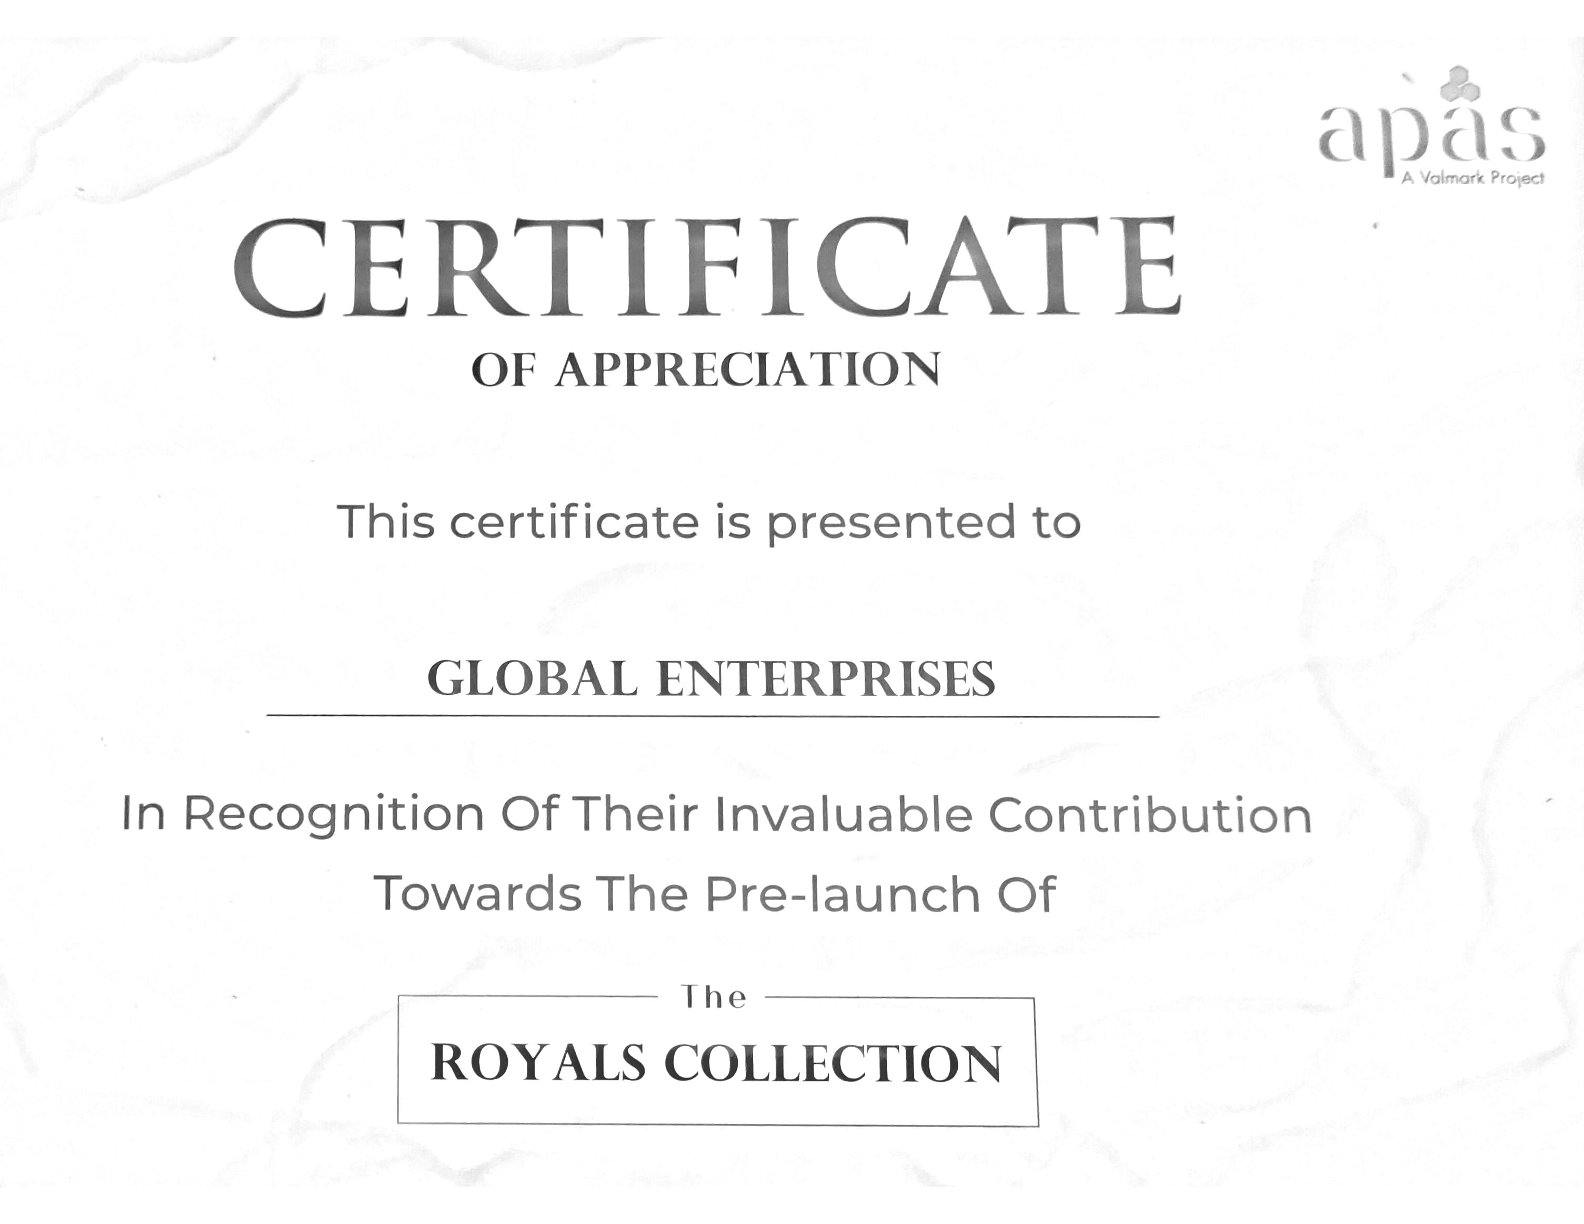 apas
A Valmark Project
CERTIFICATE
OF APPRECIATION
This certificate is presented to
GLOBAL ENTERPRISES
In Recognition Of Their Invaluable Contribution
Towards The Pre-launch Of
The
ROYALS COLLECTION